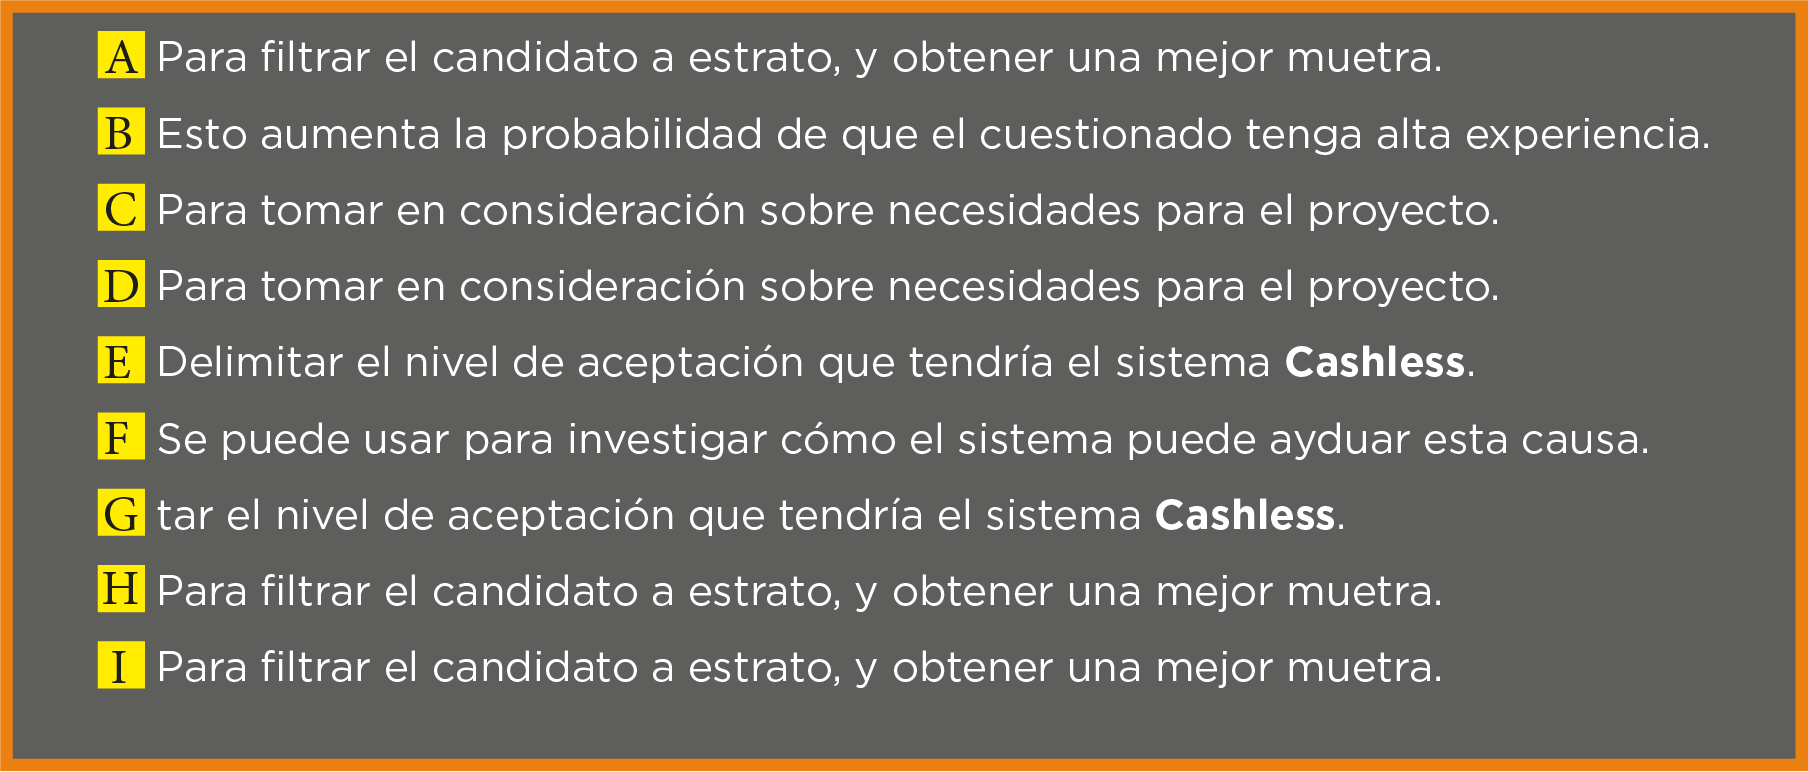 A Para filtrar el candidato a estrato, y obtener una mejor muetra.
B Esto aumenta la probabilidad de que el cuestionado tenga alta experiencia.
C Para tomar en consideración sobre necesidades para el proyecto.
D Para tomar en consideración sobre necesidades para el proyecto.
E Delimitar el nivel de aceptación que tendría el sistema Cashless.
F Se puede usar para investigar cómo el sistema puede ayduar esta causa.
G tar el nivel de aceptación que tendría el sistema Cashless.
H Para filtrar el candidato a estrato, y obtener una mejor muetra.
I Para filtrar el candidato a estrato, y obtener una mejor muetra.